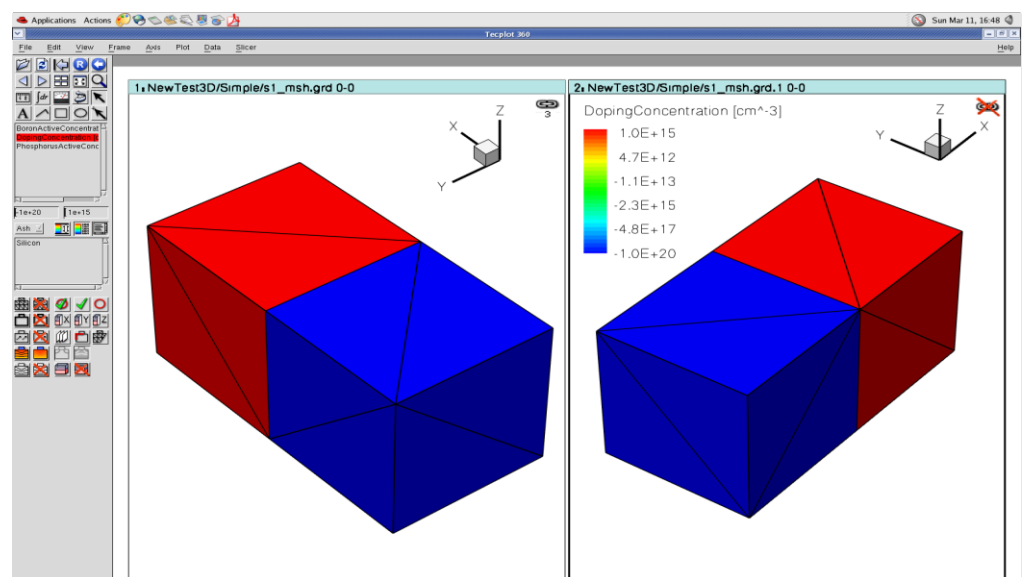 Applications Actions
Sun Mar 11, 16:48
Tecplot 360
File Edit View Frame Axis Plot Data Slicer Help
BoronActiveConcentrat
DopingConcentration [c
PhosphorusActiveConc
-1e+20 1e+15
Ash
Silicon
X Y Z
1: NewTest3D/Simple/s1_msh.grd 0-0
3
X Z
Y
2: NewTest3D/Simple/s1_msh.grd.1 0-0
DopingConcentration [cm^-3]
1.0E+15
4.7E+12
-1.1E+13
-2.3E+15
-4.8E+17
-1.0E+20
Z
Y X